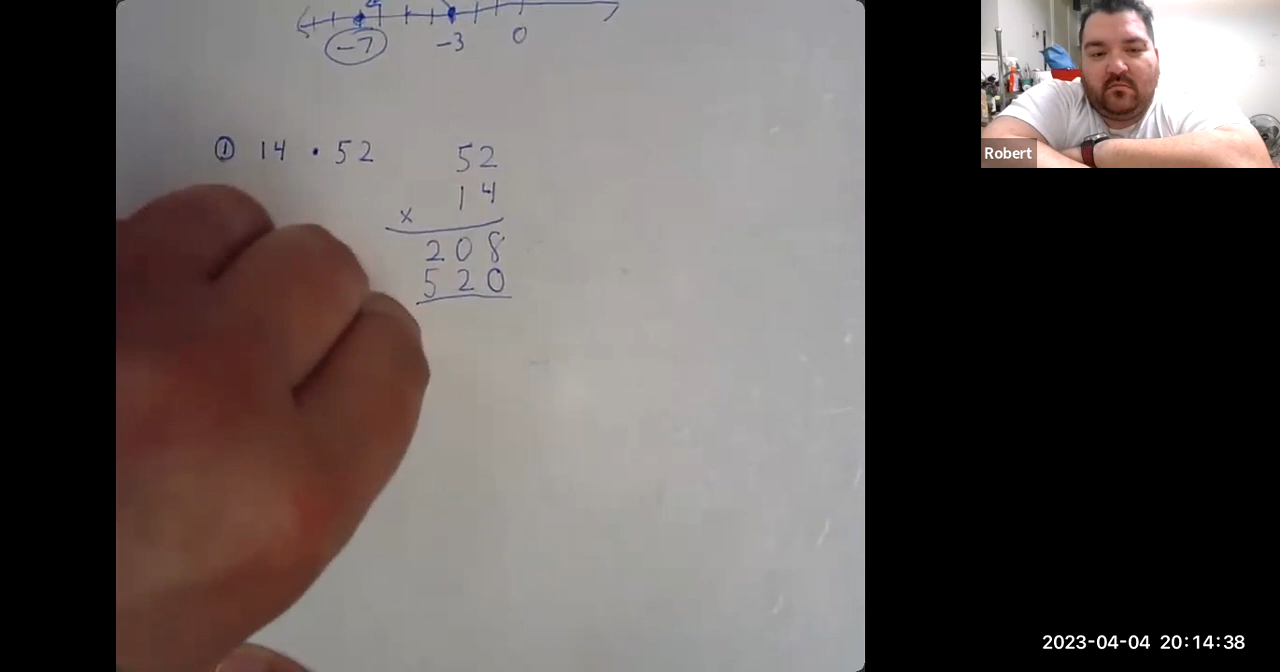 -7 -3 0
① 14 · 52
52
x 14
208
520
Robert
2023-04-04 20:14:38